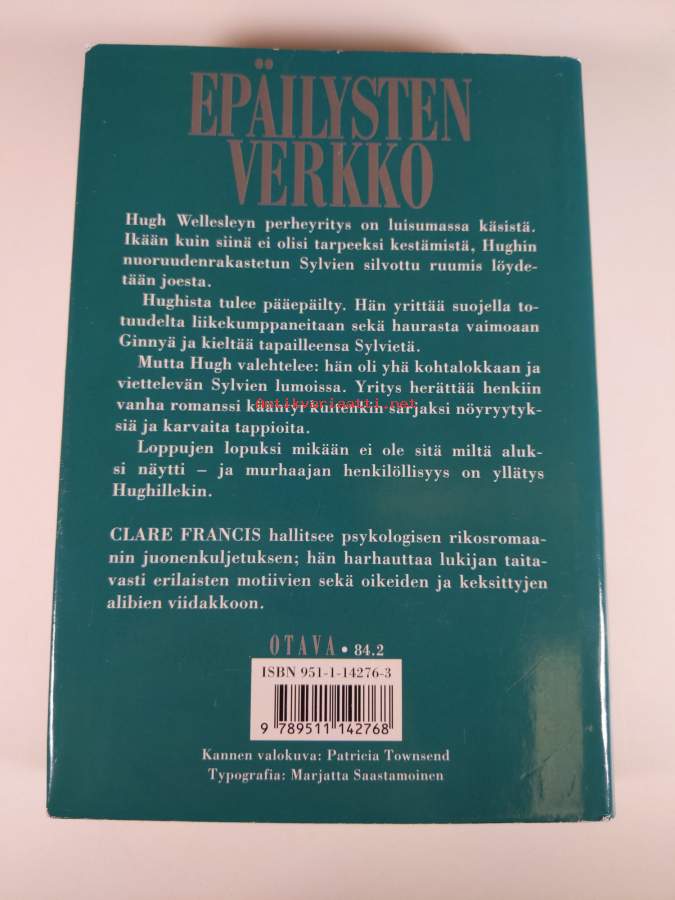 EPÄILYSTEN
VERKKO
Hugh Wellesleyn perheyritys on luisumassa käsistä.
Ikään kuin siinä ei olisi tarpeeksi kestämistä, Hughin
nuoruudenrakastetun Sylvien silvottu ruumis löyde-
tään joesta.
Hughista tulee pääepäilty. Hän yrittää suojella to-
tuudelta liikekumppaneitaan sekä haurasta vaimoaan
Ginnyä ja kieltää tapailleensa Sylvietä.
Mutta Hugh valehtelee: hän oli yhä kohtalokkaan ja
viettelevän Sylvien lumoissa. Yritys herättää henkiin
vanha romanssi kääntyi kuitenkin sarjaksi nöyryytyk-
siä ja karvaita tappioita.
Loppujen lopuksi mikään ei ole sitä miltä aluk-
si näytti – ja murhaajan henkilöllisyys on yllätys
Hughillekin.
CLARE FRANCIS hallitsee psykologisen rikosromaa-
nin juonenkuljetuksen; hän harhauttaa lukijan taita-
vasti erilaisten motiivien sekä oikeiden ja keksittyjen
alibien viidakkoon.
OTAVA • 84.2
ISBN 951-1-14276-3
9 789511 142768
Kannen valokuva: Patricia Townsend
Typografia: Marjatta Saastamoinen
antikvariaatti.net